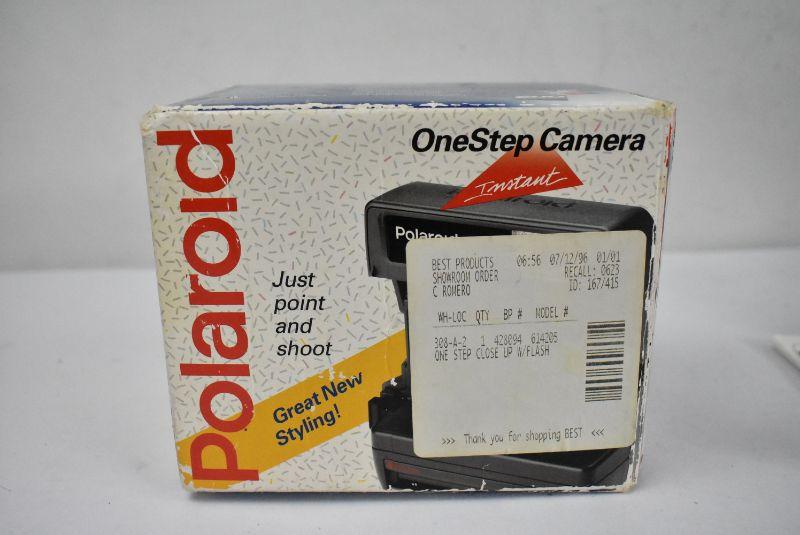 Polaroid
OneStep Camera
Instant
Polaroid
Just
point
and
shoot
Great New
Styling!
BEST PRODUCTS 06:56 07/12/96 01/01
SHOWROOM ORDER RECALL: 0623
C ROMERO ID: 167/415
WH-LOC QTY BP # MODEL #
308-A-2 1 428094 614205
ONE STEP CLOSE UP W/FLASH
>>> Thank you for shopping BEST <<<